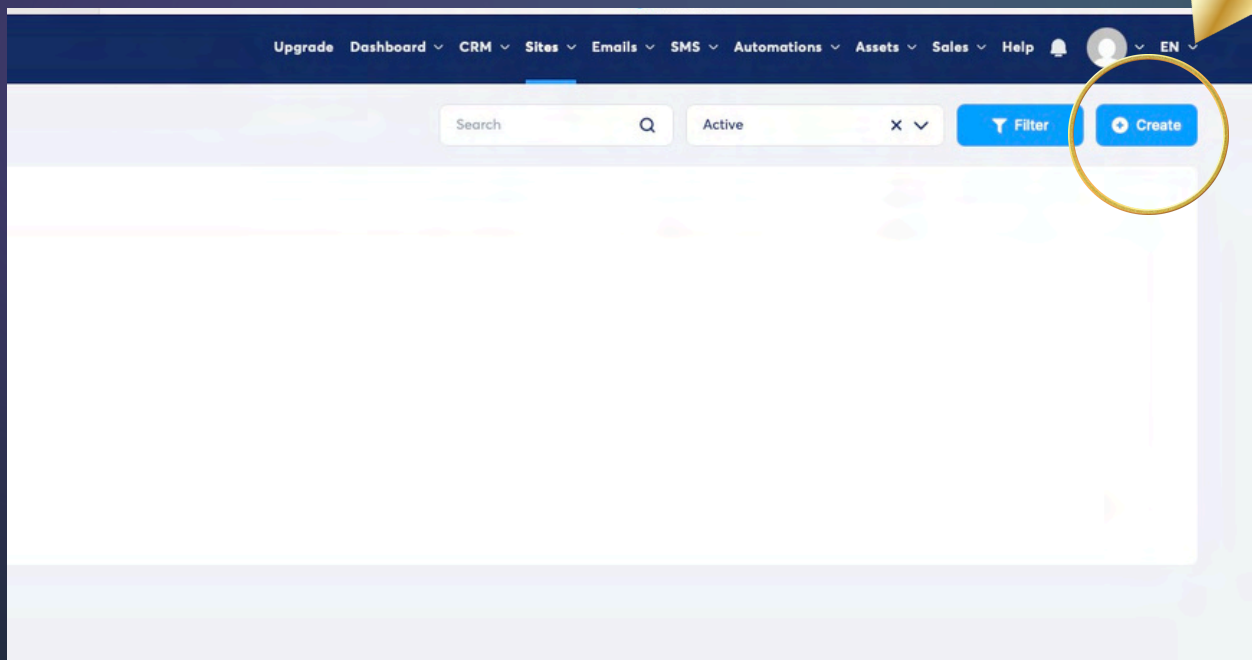 Upgrade Dashboard CRM Sites Emails SMS Automations Assets Sales Help EN
Search Active Filter Create